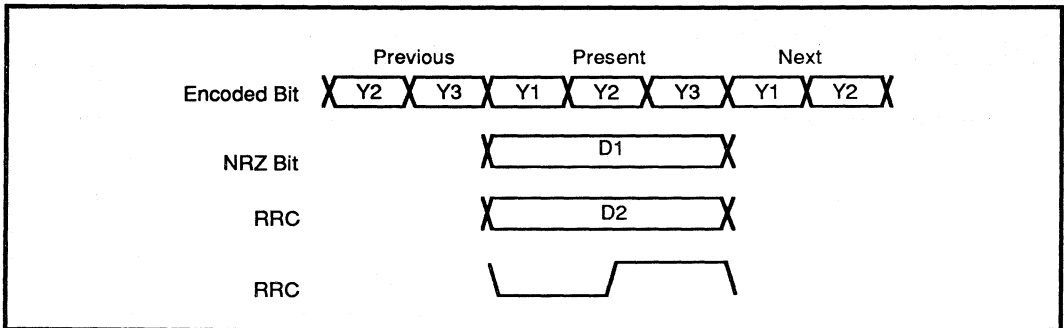 Previous Present Next
Encoded Bit Y2 Y3 Y1 Y2 Y3 Y1 Y2
NRZ Bit D1
RRC D2
RRC